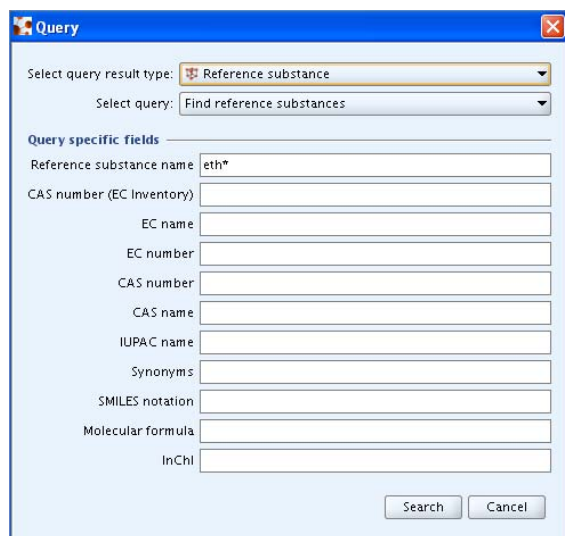 Query
Select query result type: Reference substance
Select query: Find reference substances
Query specific fields
Reference substance name eth*
CAS number (EC Inventory)
EC name
EC number
CAS number
CAS name
IUPAC name
Synonyms
SMILES notation
Molecular formula
InChI
Search Cancel